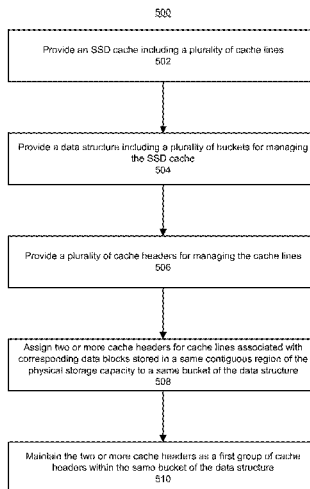 500
Provide an SSD cache including a plurality of cache lines
502
Provide a data structure including a plurality of buckets for managing
the SSD cache
504
Provide a plurality of cache headers for managing the cache lines
506
Assign two or more cache headers for cache lines associated with
corresponding data blocks stored in a same contiguous region of the
physical storage capacity to a same bucket of the data structure
508
Maintain the two or more cache headers as a first group of cache
headers within the same bucket of the data structure
510